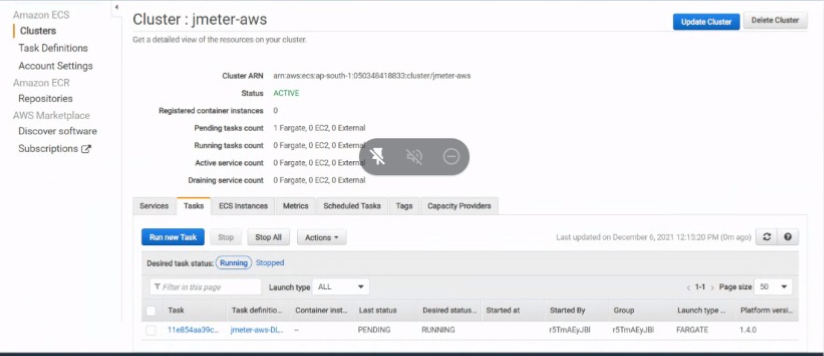 Amazon ECS
Clusters
Task Definitions
Account Settings
Amazon ECR
Repositories
AWS Marketplace
Discover software
Subscriptions
Cluster : jmeter-aws
Update Cluster
Delete Cluster
Get a detailed view of the resources on your cluster.
Cluster ARN arn:aws:ecs:ap-south-1:050348418833:cluster/jmeter-aws
Status ACTIVE
Registered container instances 0
Pending tasks count 1 Fargate, 0 EC2, 0 External
Running tasks count 0 Fargate, 0 EC2, 0 External
Active service count 0 Fargate, 0 EC2, 0 External
Draining service count 0 Fargate, 0 EC2, 0 External
Services Tasks ECS Instances Metrics Scheduled Tasks Tags Capacity Providers
Run new Task Stop Stop All Actions Last updated on December 6, 2021 12:15:20 PM (0m ago)
Desired task status: Running Stopped
Filter in this page Launch type ALL 1-1 Page size 50
Task Task definitio... Container inst... Last status Desired status... Started at Started By Group Launch type ... Platform versi...
11e854aa39c... jmeter-aws-DL... -- PENDING RUNNING r5TmAEyJBl r5TmAEyJBl FARGATE 1.4.0